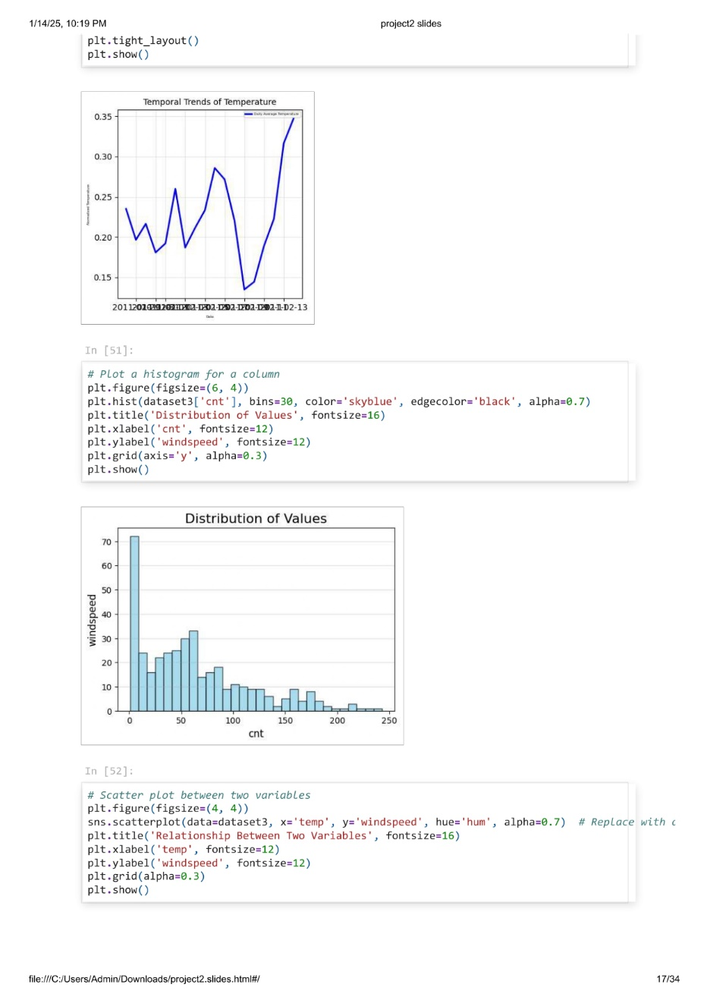 1/14/25, 10:19 PM project2 slides
plt.tight_layout()
plt.show()
Temporal Trends of Temperature
Daily Average Temperature
0.35
0.30
0.25
0.20
0.15
Normalized Temperature
02-13
Date
In [51]:
# Plot a histogram for a column
plt.figure(figsize=(6, 4))
plt.hist(dataset3['cnt'], bins=30, color='skyblue', edgecolor='black', alpha=0.7)
plt.title('Distribution of Values', fontsize=16)
plt.xlabel('cnt', fontsize=12)
plt.ylabel('windspeed', fontsize=12)
plt.grid(axis='y', alpha=0.3)
plt.show()
Distribution of Values
70
60
50
40
30
20
10
0
windspeed
0 50 100 150 200 250
cnt
In [52]:
# Scatter plot between two variables
plt.figure(figsize=(4, 4))
sns.scatterplot(data=dataset3, x='temp', y='windspeed', hue='hum', alpha=0.7) # Replace with
plt.title('Relationship Between Two Variables', fontsize=16)
plt.xlabel('temp', fontsize=12)
plt.ylabel('windspeed', fontsize=12)
plt.grid(alpha=0.3)
plt.show()
file:///C:/Users/Admin/Downloads/project2.slides.html#/ 17/34